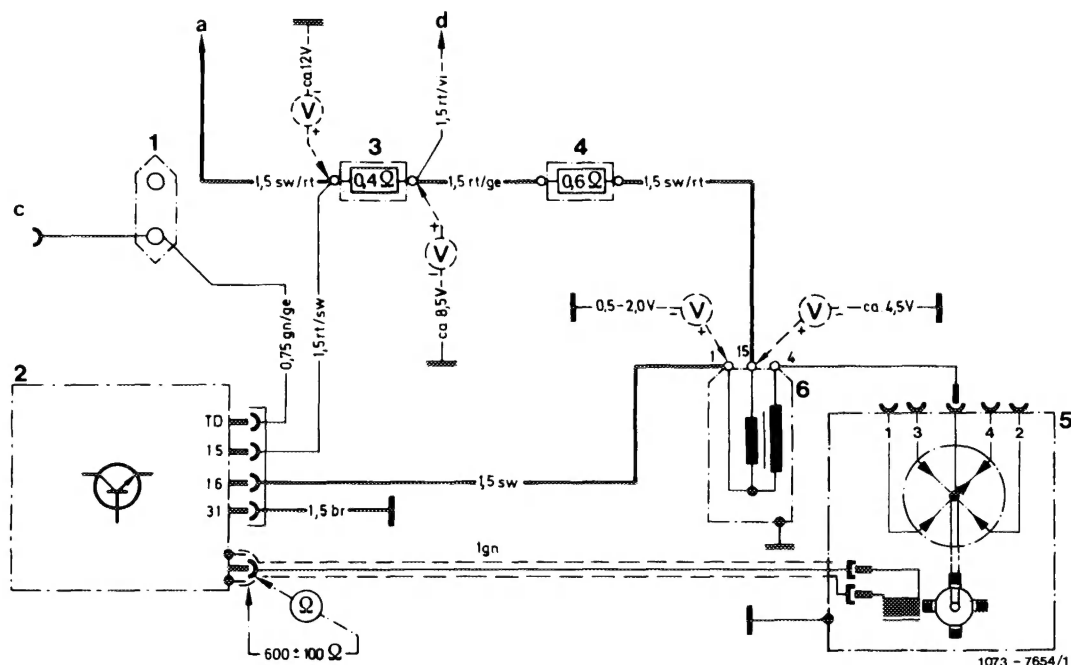 a
d
ca 12V
V
- +
1,5 rt/vi
1
3
4
1,5 sw/rt
0,4 Ω
1,5 rt/ge
0,6 Ω
1,5 sw/rt
c
+ -
V
ca 8,5V
0,75 gn/ge
1,5 rt/sw
0,5-2,0V
V
- +
V
+ -
ca 4,5V
1
15
4
6
2
TD
15
16
31
1,5 sw
1,5 br
5
1
3
4
2
1gn
Ω
600 ± 100 Ω
1073 - 7654/1